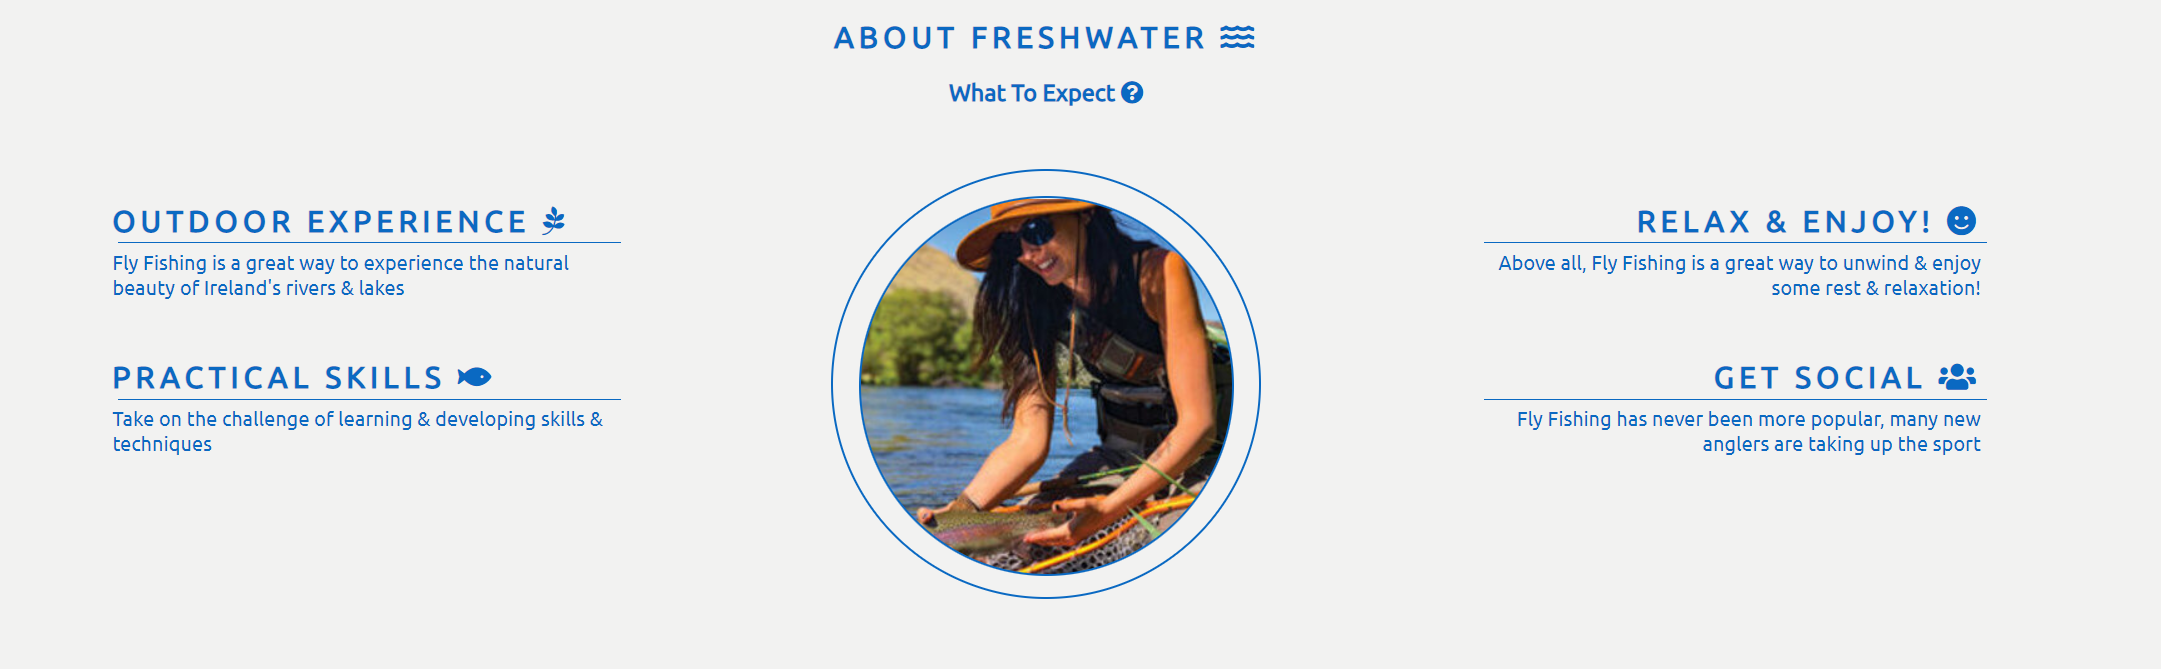 ABOUT FRESHWATER
What To Expect
OUTDOOR EXPERIENCE
Fly Fishing is a great way to experience the natural
beauty of Ireland's rivers & lakes
PRACTICAL SKILLS
Take on the challenge of learning & developing skills &
techniques
RELAX & ENJOY!
Above all, Fly Fishing is a great way to unwind & enjoy
some rest & relaxation!
GET SOCIAL
Fly Fishing has never been more popular, many new
anglers are taking up the sport